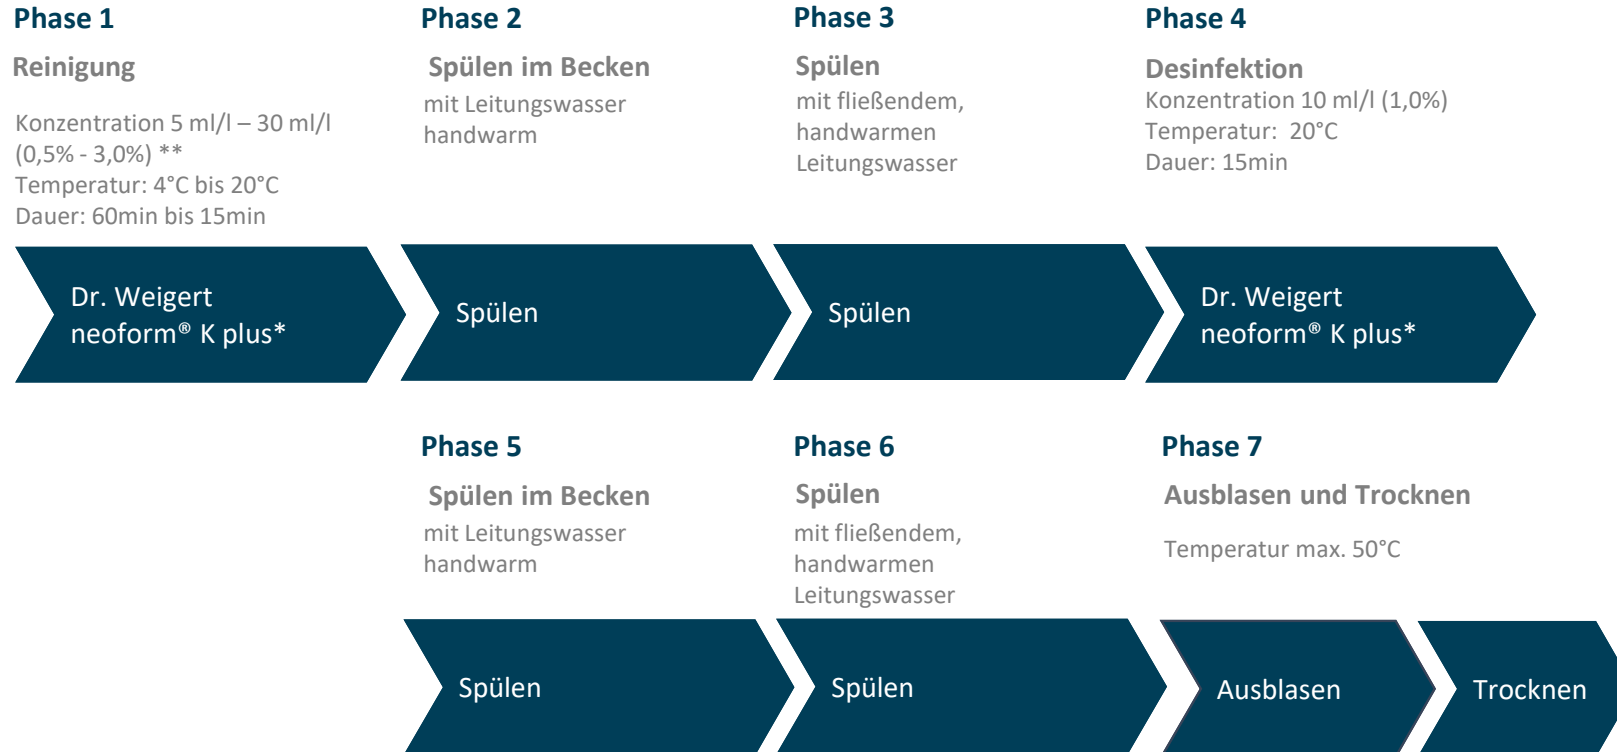 Phase 1
Reinigung
Konzentration 5 ml/l – 30 ml/l
(0,5% - 3,0%) **
Temperatur: 4°C bis 20°C
Dauer: 60min bis 15min
Phase 2
Spülen im Becken
mit Leitungswasser
handwarm
Phase 3
Spülen
mit fließendem,
handwarmen
Leitungswasser
Phase 4
Desinfektion
Konzentration 10 ml/l (1,0%)
Temperatur: 20°C
Dauer: 15min
Dr. Weigert
neoform® K plus*
Spülen
Spülen
Dr. Weigert
neoform® K plus*
Phase 5
Spülen im Becken
mit Leitungswasser
handwarm
Phase 6
Spülen
mit fließendem,
handwarmen
Leitungswasser
Phase 7
Ausblasen und Trocknen
Temperatur max. 50°C
Spülen
Spülen
Ausblasen
Trocknen